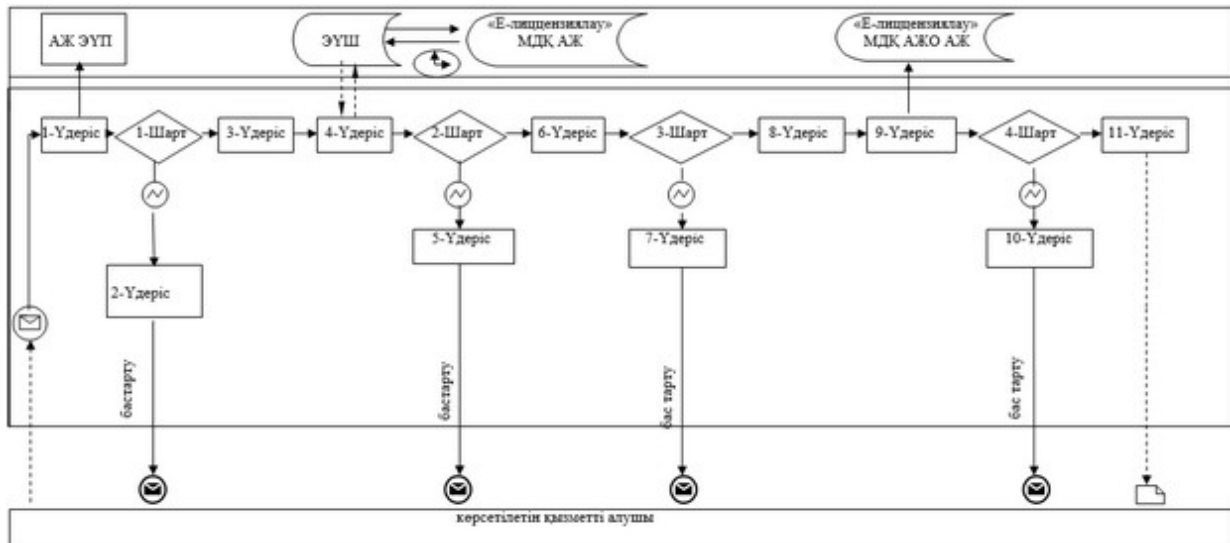 АЖ ЭҮП
ЭҮШ
«Е-лиццензиялау»
МДҚ АЖ
«Е-лиццензиялау»
МДҚ АЖО АЖ
1-Үдеріс
1-Шарт
3-Үдеріс
4-Үдеріс
2-Шарт
6-Үдеріс
3-Шарт
8-Үдеріс
9-Үдеріс
4-Шарт
11-Үдеріс
5-Үдеріс
7-Үдеріс
10-Үдеріс
2-Үдеріс
бастарту
бастарту
бас тарту
бас тарту
көрсетілетін қызметті алушы